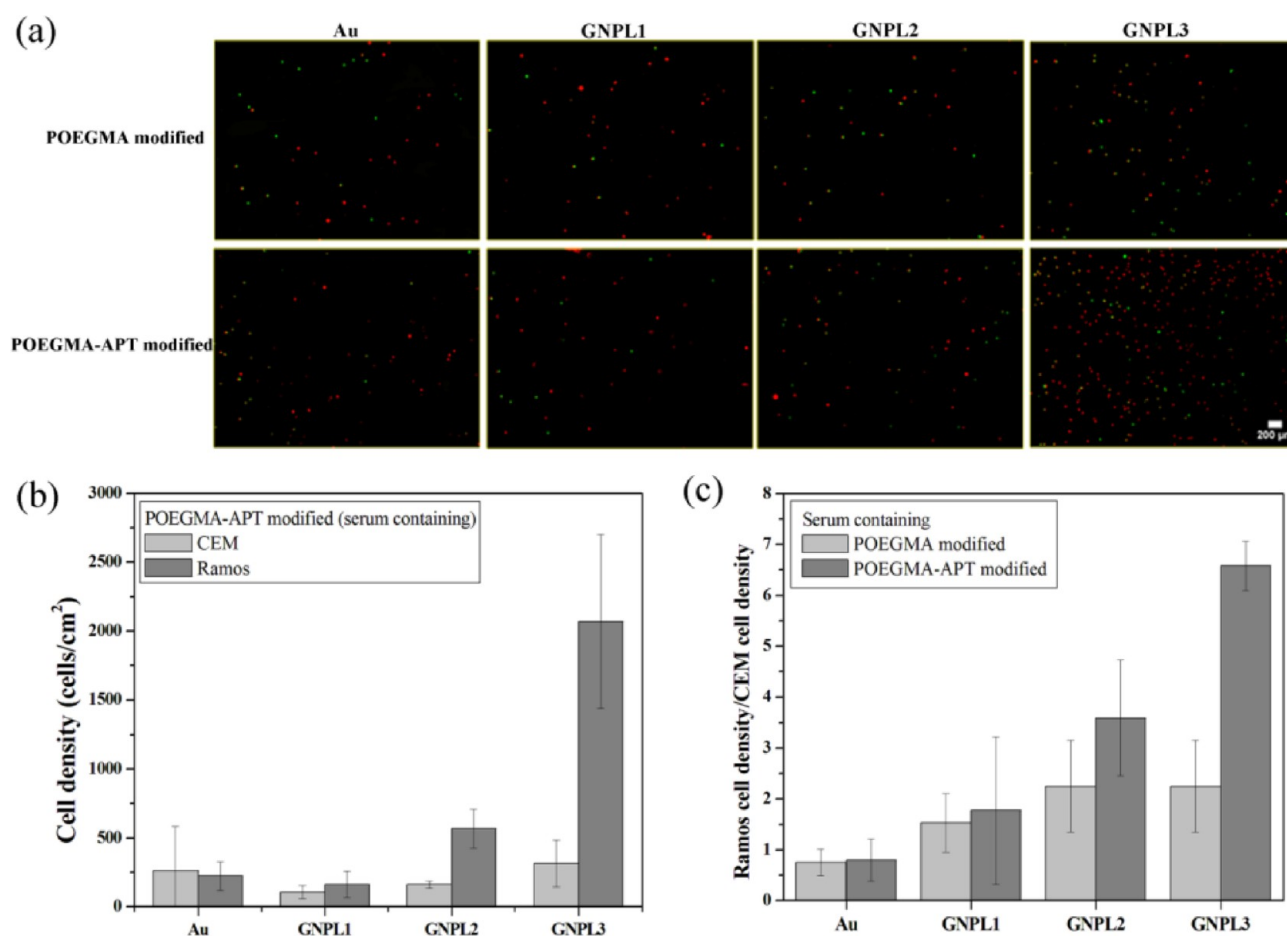 (a)
Au
GNPL1
GNPL2
GNPL3
POEGMA modified
POEGMA-APT modified
200 μm
(b)
Cell density (cells/cm²)
3000
2500
2000
1500
1000
500
0
POEGMA-APT modified (serum containing)
CEM
Ramos
Au
GNPL1
GNPL2
GNPL3
(c)
Ramos cell density/CEM cell density
8
7
6
5
4
3
2
1
0
Serum containing
POEGMA modified
POEGMA-APT modified
Au
GNPL1
GNPL2
GNPL3